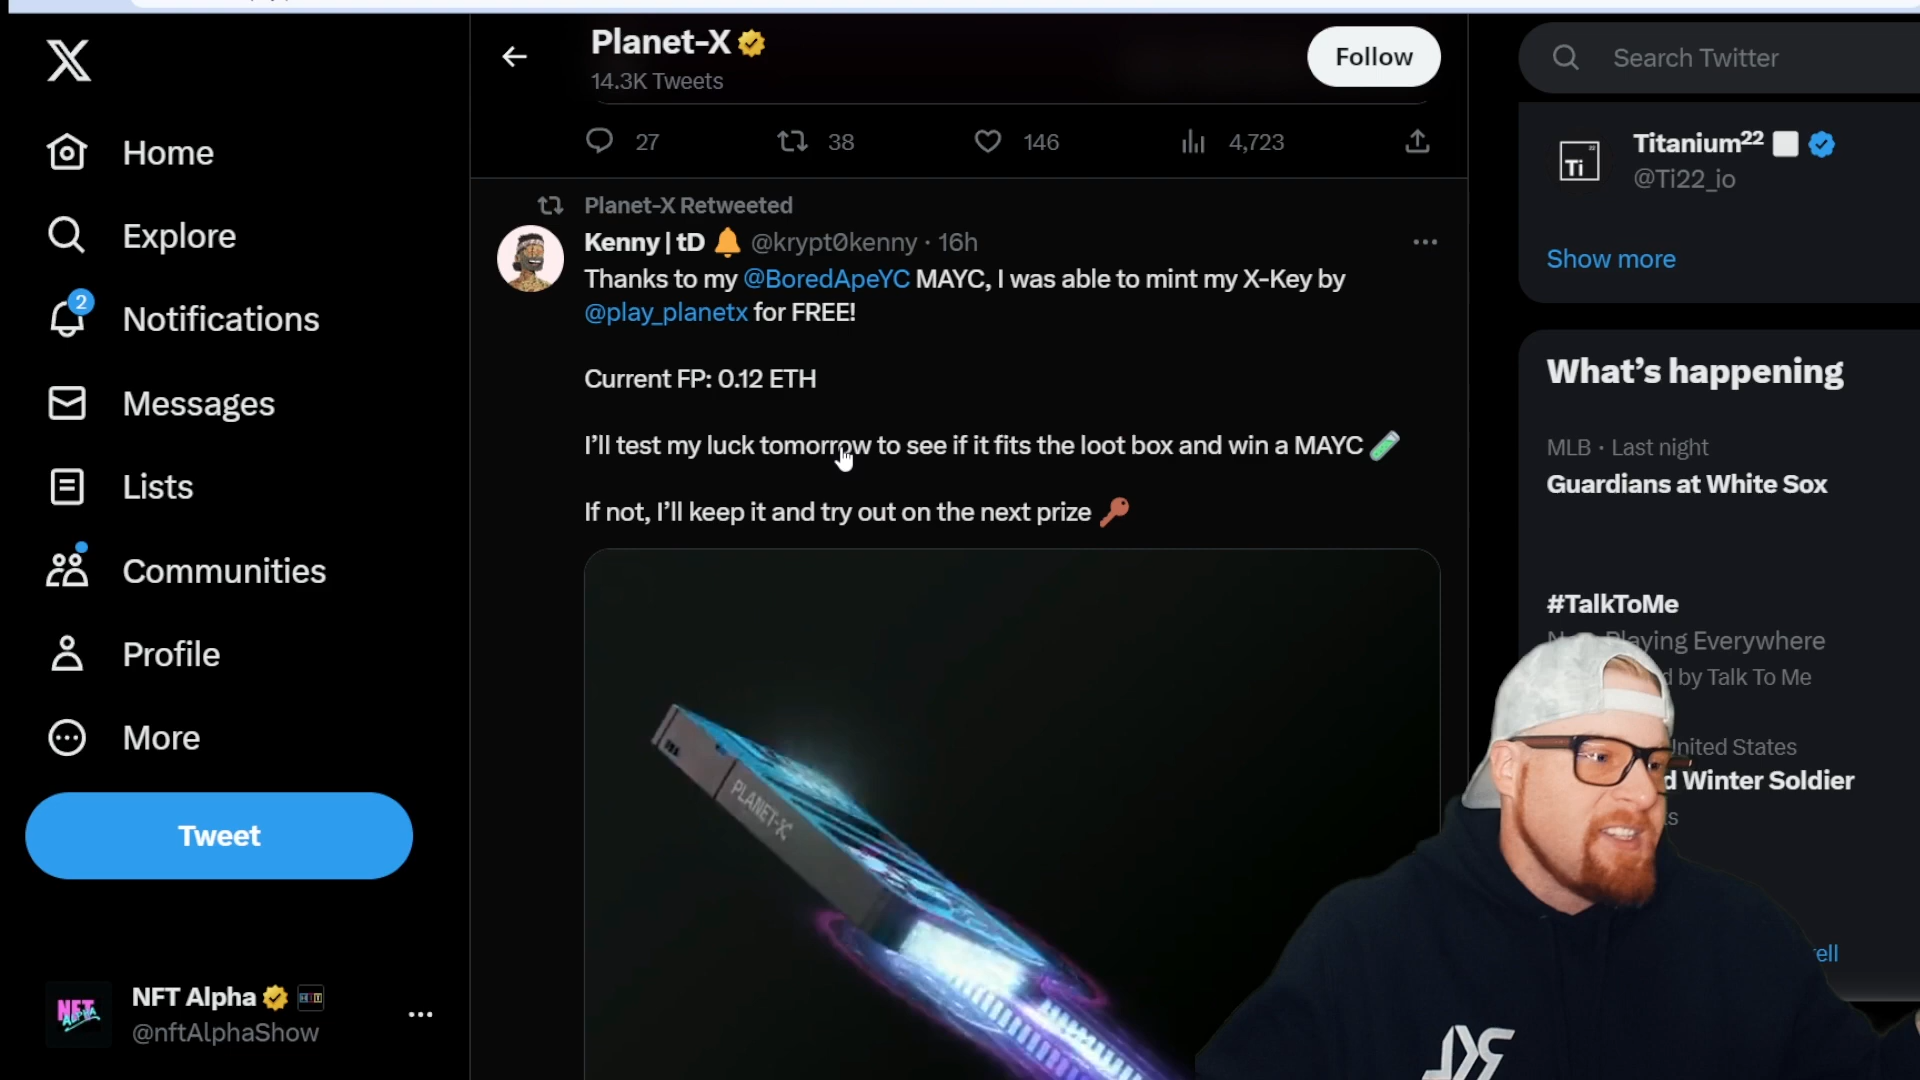 Planet-X
14.3K Tweets
Follow
Search Twitter
27
38
146
4,723
Planet-X Retweeted
Kenny | tD @krypt0kenny · 16h
Thanks to my @BoredApeYC MAYC, I was able to mint my X-Key by
@play_planetx for FREE!
Current FP: 0.12 ETH
I'll test my luck tomorrow to see if it fits the loot box and win a MAYC
If not, I'll keep it and try out on the next prize
PLANET-X
Home
Explore
2
Notifications
Messages
Lists
Communities
Profile
More
Tweet
NFT
ALPHA
NFT Alpha
@nftAlphaShow
Ti
Titanium²²
@Ti22_io
Show more
What's happening
MLB · Last night
Guardians at White Sox
#TalkToMe
Playing Everywhere
by Talk To Me
United States
Winter Soldier